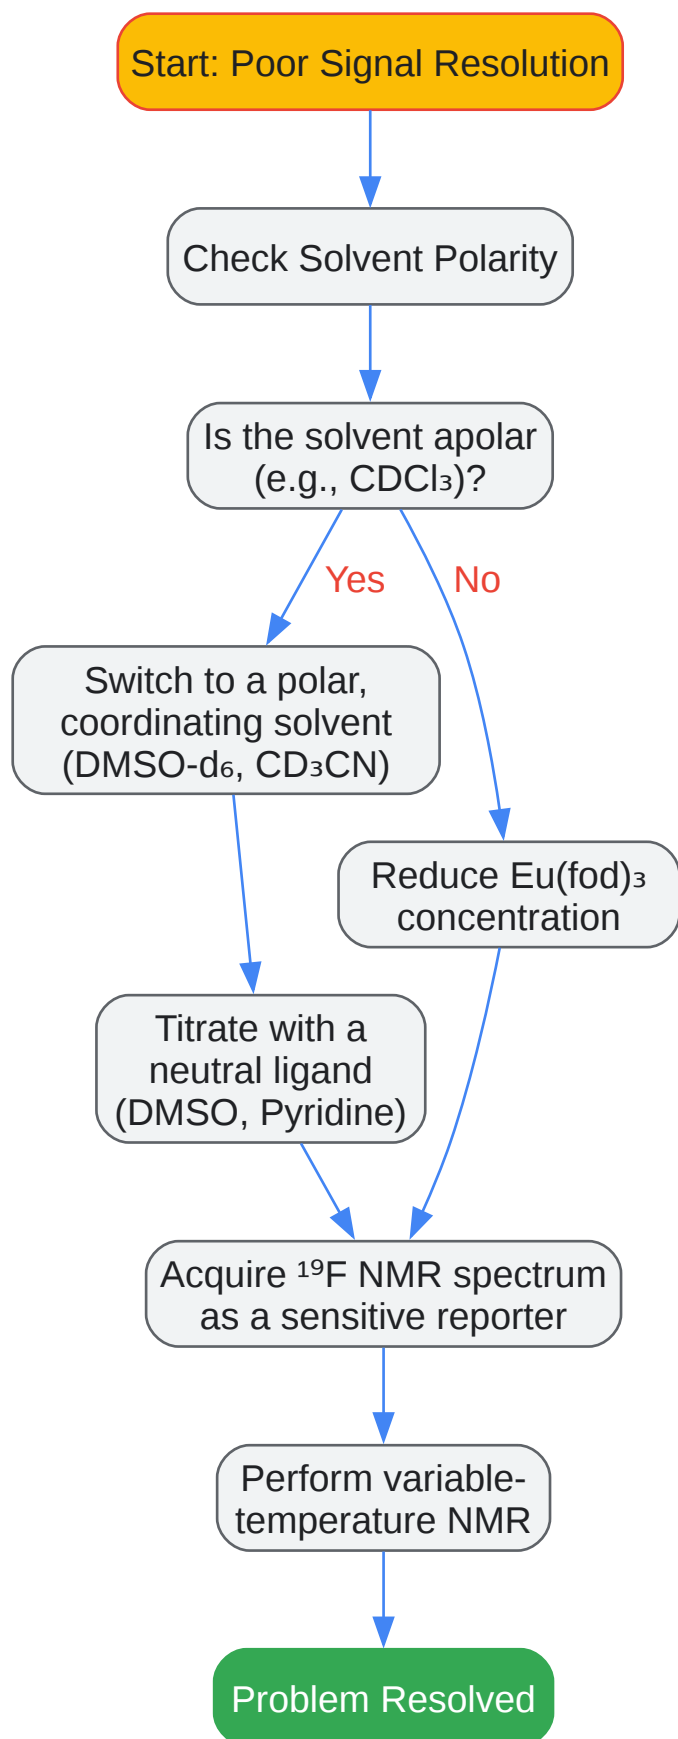 Start: Poor Signal Resolution
Check Solvent Polarity
Is the solvent apolar
(e.g., CDCl₃)?
Yes
No
Switch to a polar,
coordinating solvent
(DMSO-d₆, CD₃CN)
Reduce Eu(fod)₃
concentration
Titrate with a
neutral ligand
(DMSO, Pyridine)
Acquire ¹⁹F NMR spectrum
as a sensitive reporter
Perform variable-
temperature NMR
Problem Resolved